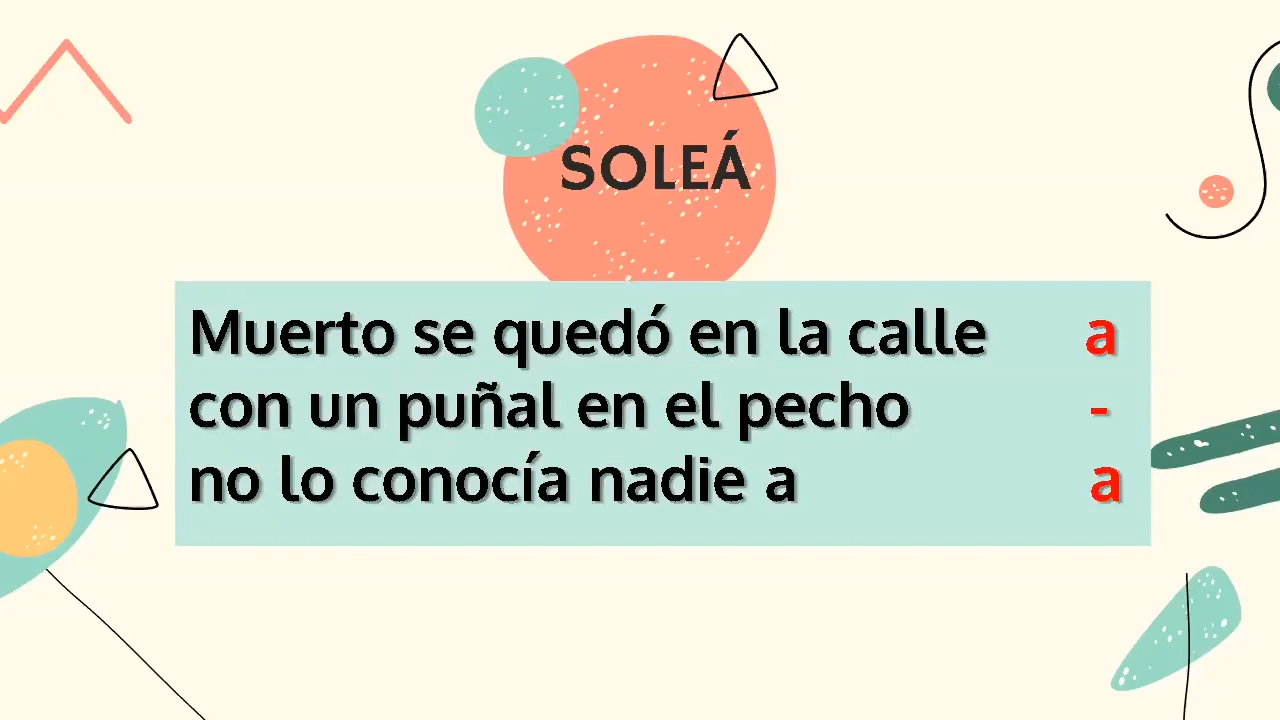 SOLEÁ
Muerto se quedó en la calle a
con un puñal en el pecho -
no lo conocía nadie a a